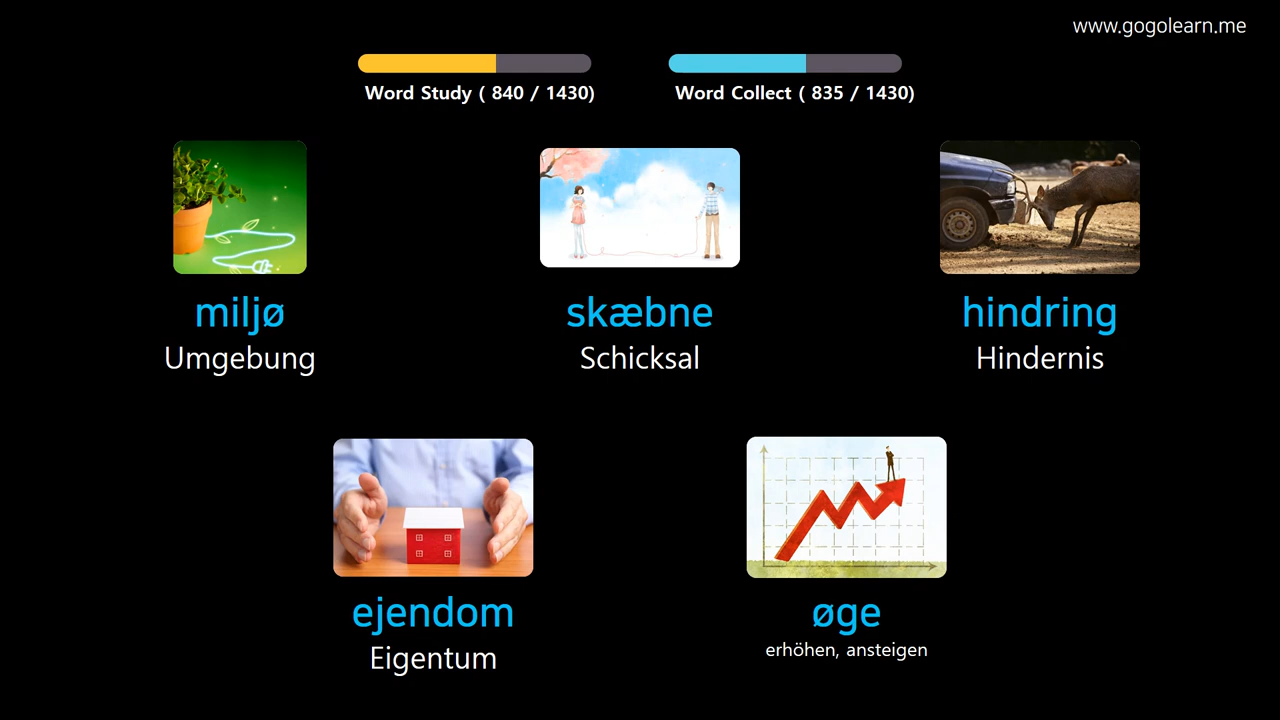 www.gogolearn.me
Word Study ( 840 / 1430)
Word Collect ( 835 / 1430)
miljø
Umgebung
skæbne
Schicksal
hindring
Hindernis
ejendom
Eigentum
øge
erhöhen, ansteigen